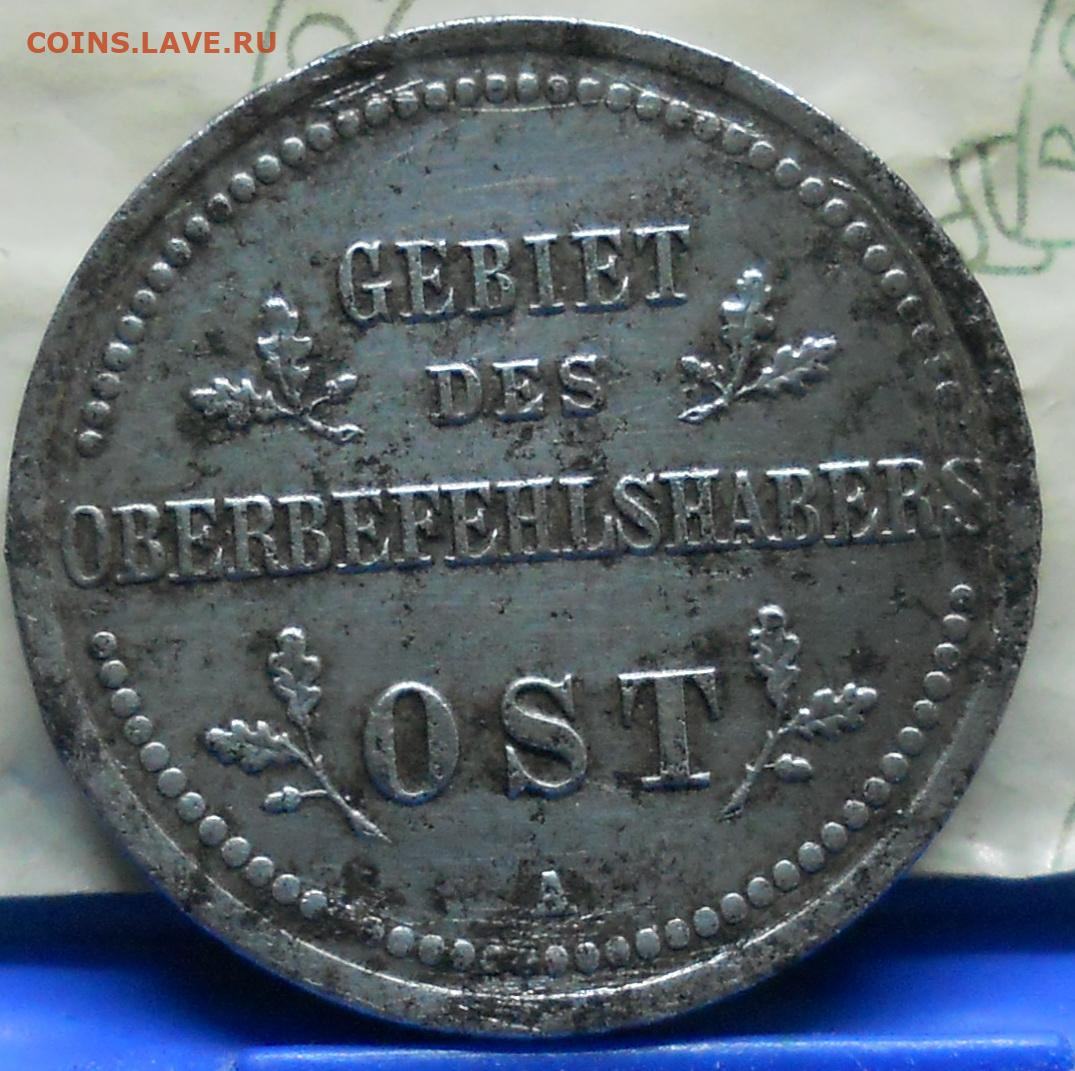 COINS.LAVE.RU
GEBIET
DES
OBERBEFEHLSHABERS
OST
A